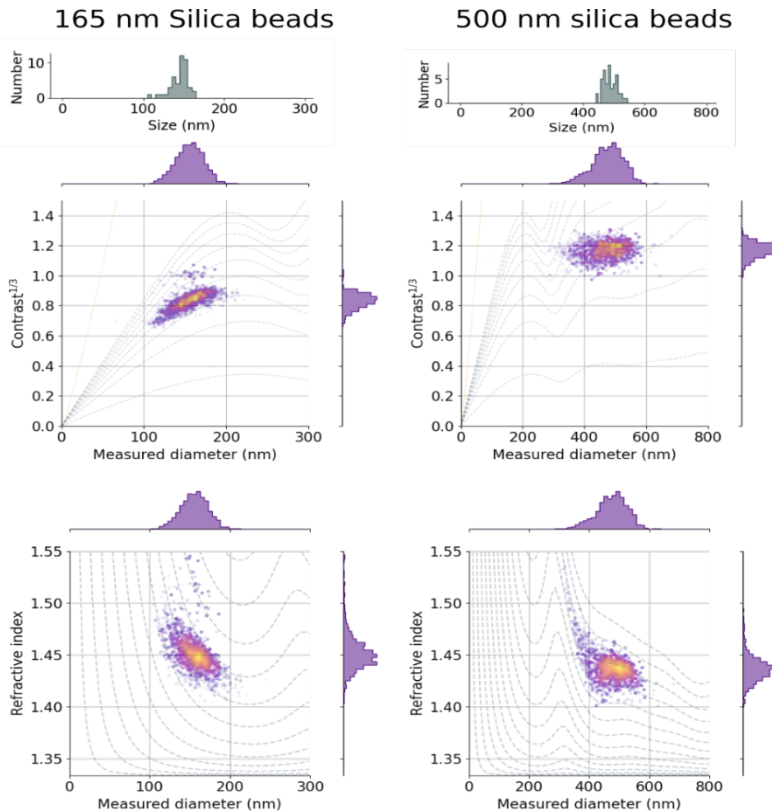 165 nm Silica beads
500 nm silica beads
Number
10
0
0 100 200 300
Size (nm)
Number
5
0
0 200 400 600 800
Size (nm)
Contrast1/3
1.4
1.2
1.0
0.8
0.6
0.4
0.2
0.0
0 100 200 300
Measured diameter (nm)
Contrast1/3
1.4
1.2
1.0
0.8
0.6
0.4
0.2
0.0
0 200 400 600 800
Measured diameter (nm)
Refractive index
1.55
1.50
1.45
1.40
1.35
0 100 200 300
Measured diameter (nm)
Refractive index
1.55
1.50
1.45
1.40
1.35
0 200 400 600 800
Measured diameter (nm)